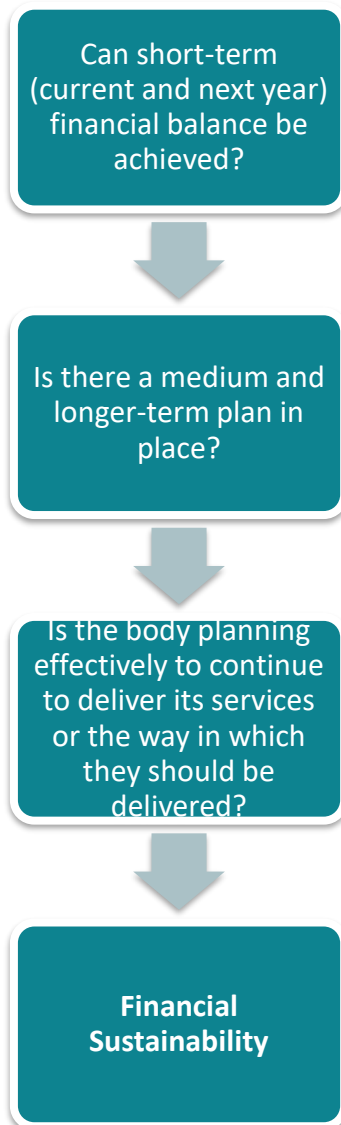 Can short-term
(current and next year)
financial balance be
achieved?
Is there a medium and
longer-term plan in
place?
Is the body planning
effectively to continue
to deliver its services
or the way in which
they should be
delivered?
Financial
Sustainability